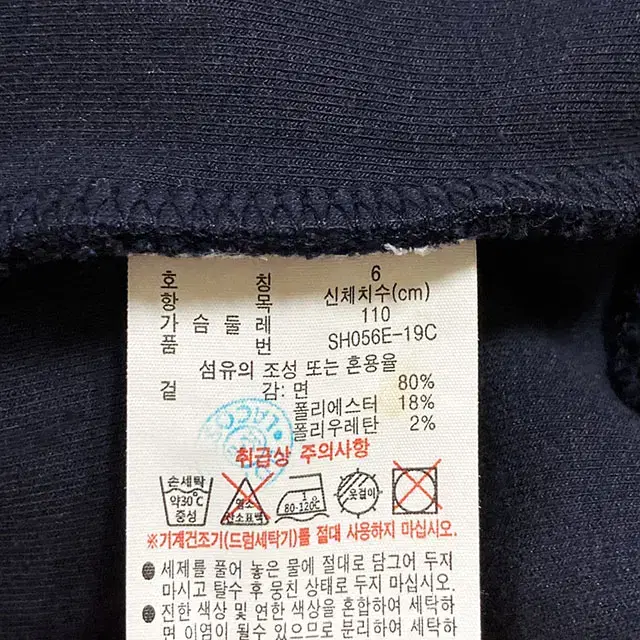 호 칭 6
항 목 신체치수(cm)
가 슴 둘 레 110
품 번 SH056E-19C
섬유의 조성 또는 혼용율
겉 감: 면 80%
폴리에스터 18%
폴리우레탄 2%
취급상 주의사항
손세탁 약30℃ 중성
염소 산소표백
80-120℃
옷걸이
※기계건조기(드럼세탁기)를 절대 사용하지 마십시오.
● 세제를 풀어 놓은 물에 절대로 담그어 두지
마시고 탈수 후 뭉친 상태로 두지 마십시오.
● 진한 색상 및 연한 색상을 혼합하여 세탁하
면 이염이 될수 있으므로 분리하여 세탁하